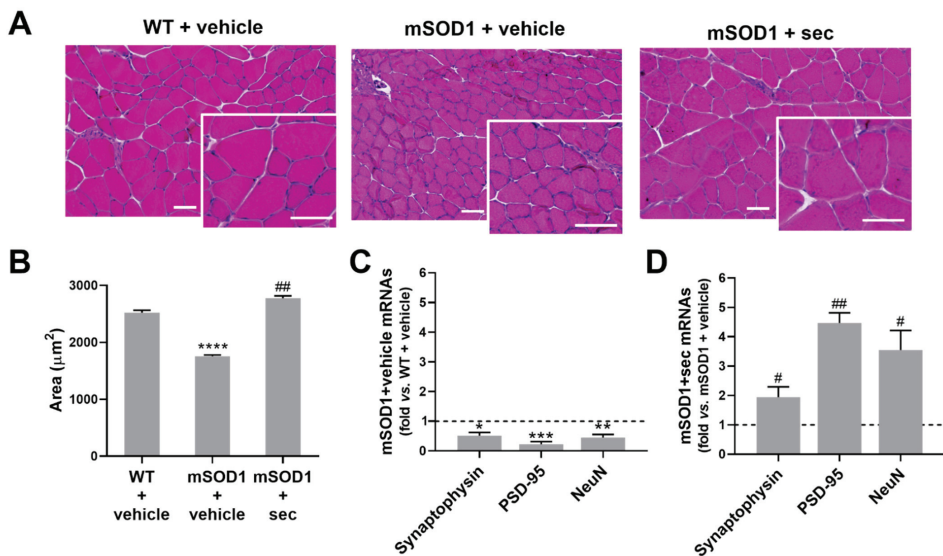 A
WT + vehicle
mSOD1 + vehicle
mSOD1 + sec
B
Area (μm²)
3000
2000
1000
0
****
##
WT
+
vehicle
mSOD1
+
vehicle
mSOD1
+
sec
C
mSOD1+vehicle mRNAs
(fold vs. WT + vehicle)
6
5
4
3
2
1
0
*
***
**
Synaptophysin
PSD-95
NeuN
D
mSOD1+sec mRNAs
(fold vs. mSOD1 + vehicle)
6
5
4
3
2
1
0
#
##
#
Synaptophysin
PSD-95
NeuN